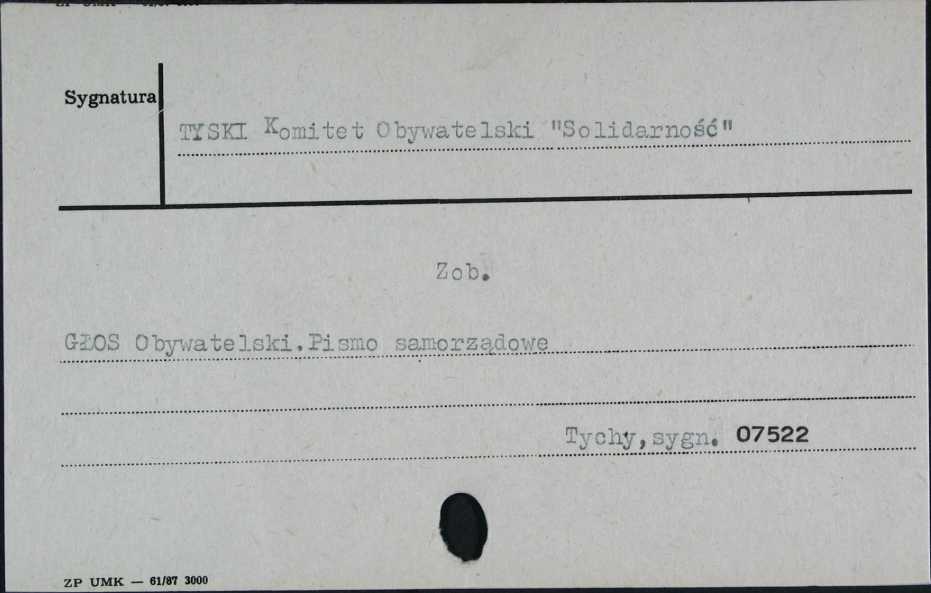 Sygnatura
TYSKI Komitet Obywatelski "Solidarność"
Zob.
GŁOS Obywatelski.Pismo samorządowe
Tychy,sygn. 07522
ZP UMK — 61/87 3000